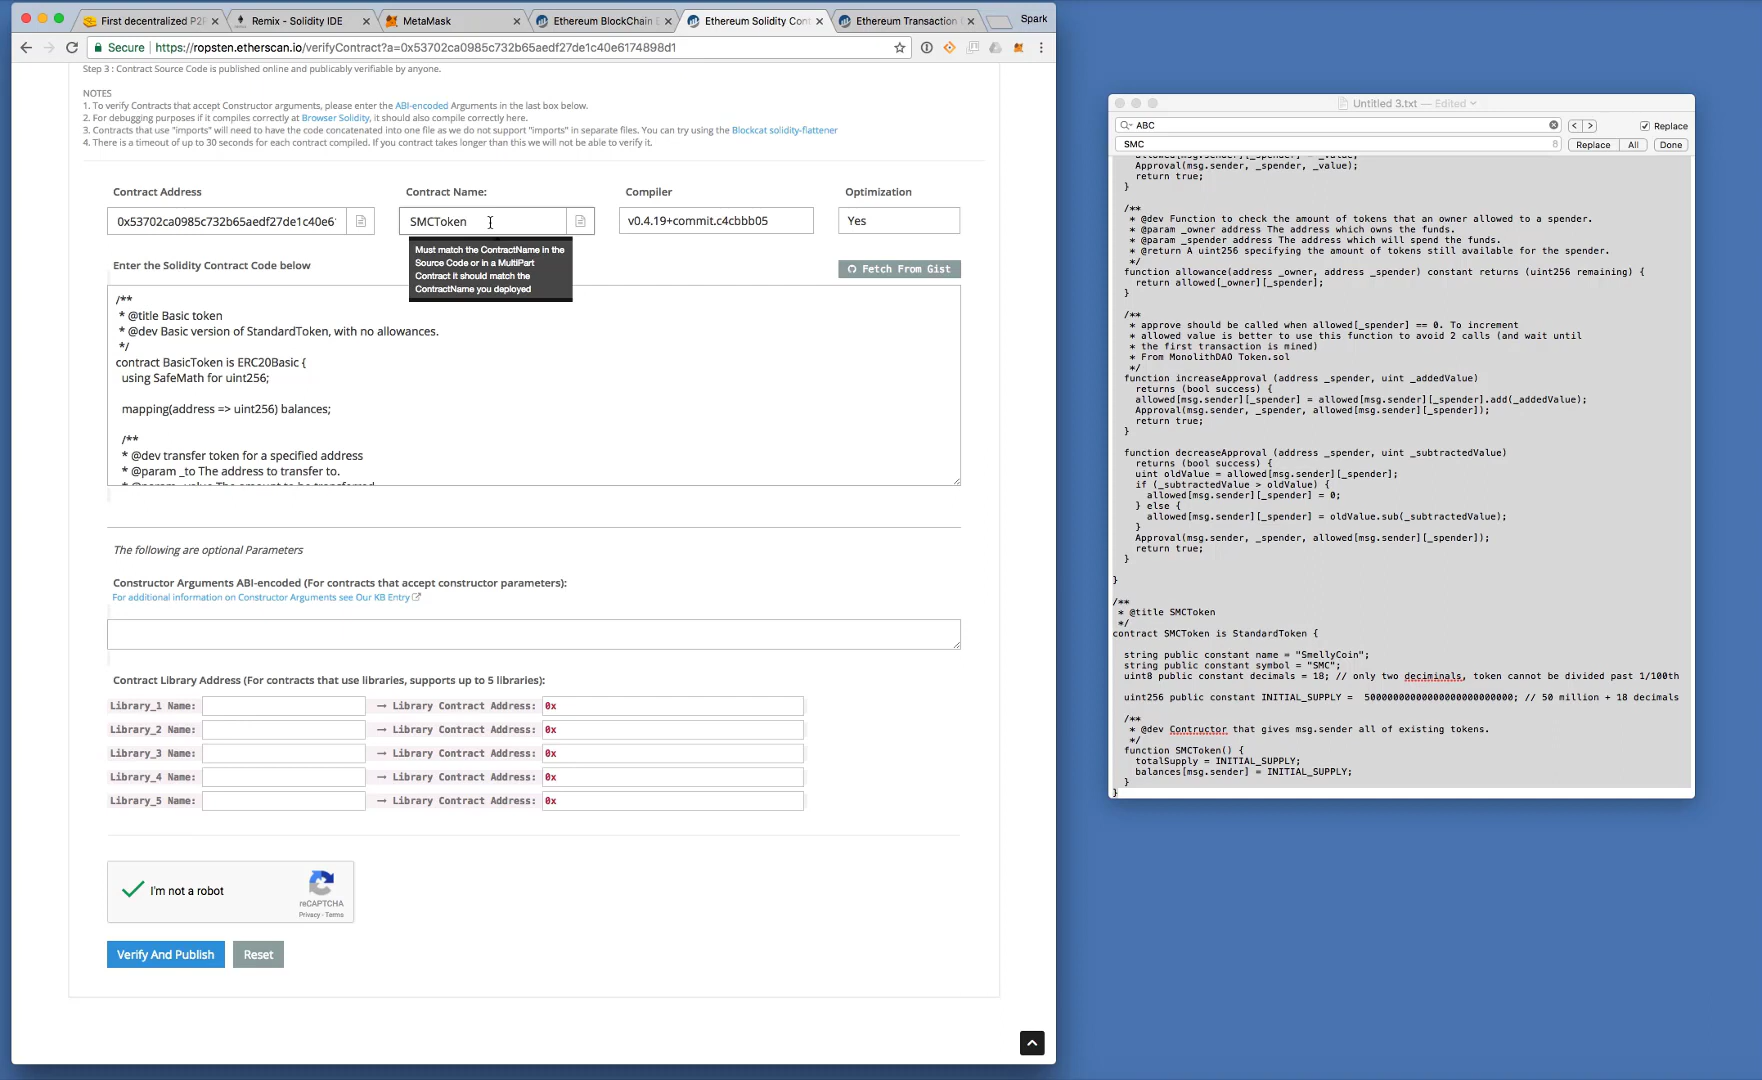 First decentralized P2P
Remix - Solidity IDE
MetaMask
Ethereum BlockChain E
Ethereum Solidity Cont
Ethereum Transaction
Spark
Secure
https://ropsten.etherscan.io/verifyContract?a=0x53702ca0985c732b65aedf27de1c40e6174898d1
Step 3 : Contract Source Code is published online and publicably verifiable by anyone.
NOTES
1. To verify Contracts that accept Constructor arguments, please enter the ABI-encoded Arguments in the last box below.
2. For debugging purposes if it compiles correctly at Browser Solidity, it should also compile correctly here.
3. Contracts that use "imports" will need to have the code concatenated into one file as we do not support "imports" in separate files. You can try using the Blockcat solidity-flattener
4. There is a timeout of up to 30 seconds for each contract compiled. If you contract takes longer than this we will not be able to verify it.
Contract Address
Contract Name:
Compiler
Optimization
0x53702ca0985c732b65aedf27de1c40e6
SMCToken
v0.4.19+commit.c4cbbb05
Yes
Must match the ContractName in the
Source Code or in a MultiPart
Contract it should match the
ContractName you deployed
Enter the Solidity Contract Code below
Fetch From Gist
/**
* @title Basic token
* @dev Basic version of StandardToken, with no allowances.
*/
contract BasicToken is ERC20Basic {
using SafeMath for uint256;
mapping(address => uint256) balances;
/**
* @dev transfer token for a specified address
* @param _to The address to transfer to.
* @param _value The amount to be transferred
The following are optional Parameters
Constructor Arguments ABI-encoded (For contracts that accept constructor parameters):
For additional information on Constructor Arguments see Our KB Entry
Contract Library Address (For contracts that use libraries, supports up to 5 libraries):
Library_1 Name: → Library Contract Address: 0x
Library_2 Name: → Library Contract Address: 0x
Library_3 Name: → Library Contract Address: 0x
Library_4 Name: → Library Contract Address: 0x
Library_5 Name: → Library Contract Address: 0x
I'm not a robot
reCAPTCHA
Privacy - Terms
Verify And Publish
Reset
Untitled 3.txt — Edited
ABC
Replace
SMC
8
Replace
All
Done
allowed[msg.sender][_spender] = _value;
Approval(msg.sender, _spender, _value);
return true;
}
/**
* @dev Function to check the amount of tokens that an owner allowed to a spender.
* @param _owner address The address which owns the funds.
* @param _spender address The address which will spend the funds.
* @return A uint256 specifying the amount of tokens still available for the spender.
*/
function allowance(address _owner, address _spender) constant returns (uint256 remaining) {
return allowed[_owner][_spender];
}
/**
* approve should be called when allowed[_spender] == 0. To increment
* allowed value is better to use this function to avoid 2 calls (and wait until
* the first transaction is mined)
* From MonolithDAO Token.sol
*/
function increaseApproval (address _spender, uint _addedValue)
returns (bool success) {
allowed[msg.sender][_spender] = allowed[msg.sender][_spender].add(_addedValue);
Approval(msg.sender, _spender, allowed[msg.sender][_spender]);
return true;
}
function decreaseApproval (address _spender, uint _subtractedValue)
returns (bool success) {
uint oldValue = allowed[msg.sender][_spender];
if (_subtractedValue > oldValue) {
allowed[msg.sender][_spender] = 0;
} else {
allowed[msg.sender][_spender] = oldValue.sub(_subtractedValue);
}
Approval(msg.sender, _spender, allowed[msg.sender][_spender]);
return true;
}
}
/**
* @title SMCToken
*/
contract SMCToken is StandardToken {
string public constant name = "SmellyCoin";
string public constant symbol = "SMC";
uint8 public constant decimals = 18; // only two deciminals, token cannot be divided past 1/100th
uint256 public constant INITIAL_SUPPLY = 50000000000000000000000000; // 50 million + 18 decimals
/**
* @dev Contructor that gives msg.sender all of existing tokens.
*/
function SMCToken() {
totalSupply = INITIAL_SUPPLY;
balances[msg.sender] = INITIAL_SUPPLY;
}
}